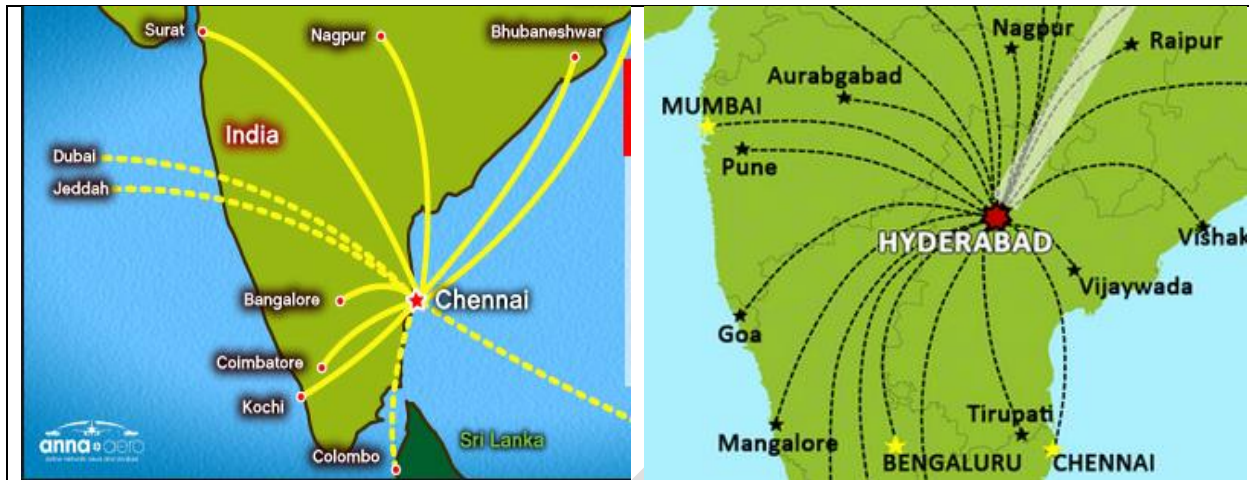 Surat
Nagpur
Bhubaneshwar
India
Dubai
Jeddah
Bangalore
Chennai
Coimbatore
Kochi
Colombo
Sri Lanka
anna.aero
Nagpur
Raipur
Aurabgabad
MUMBAI
Pune
HYDERABAD
Vishak
Vijaywada
Goa
Tirupati
Mangalore
BENGALURU
CHENNAI